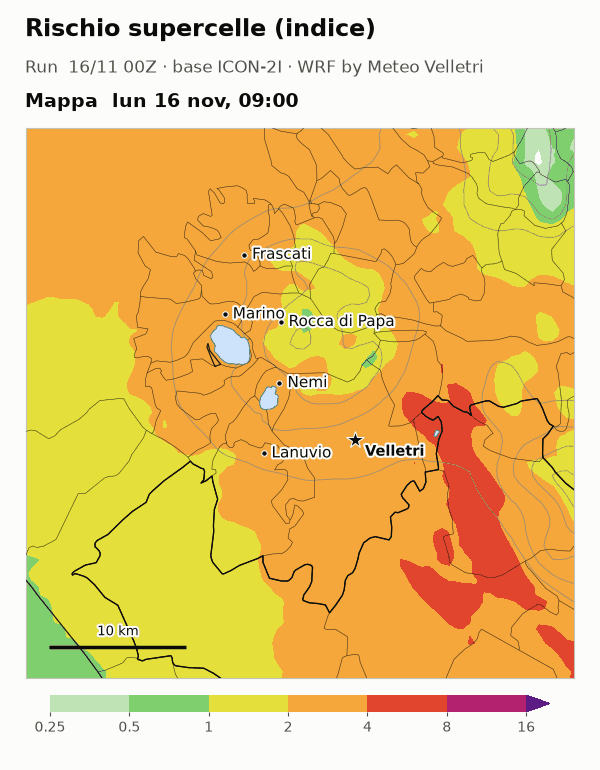 Rischio supercelle (indice)
Run  16/11 00Z · base ICON-2I · WRF by Meteo Velletri
Mappa  lun 16 nov, 09:00
Frascati
Marino
Rocca di Papa
Nemi
Velletri
Lanuvio
10 km
0.25 0.5 1 2 4 8 16